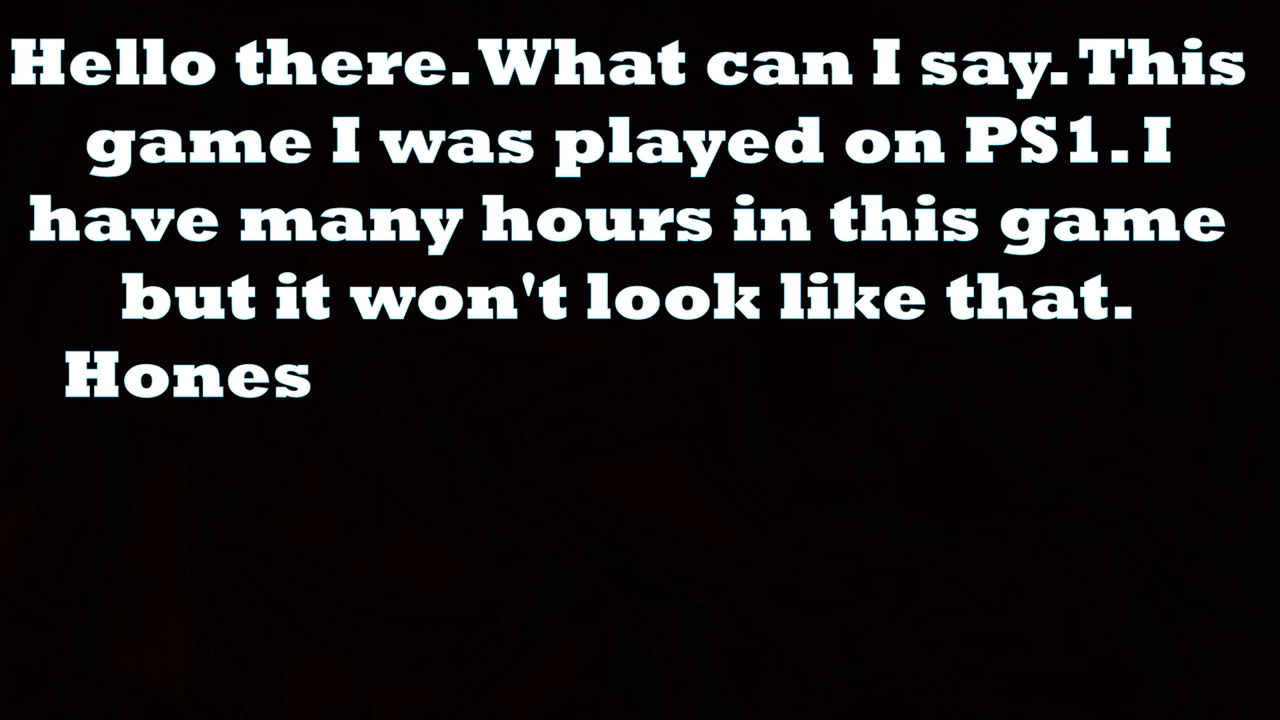 Hello there. What can I say. This
game I was played on PS1. I
have many hours in this game
but it won't look like that.
Hones